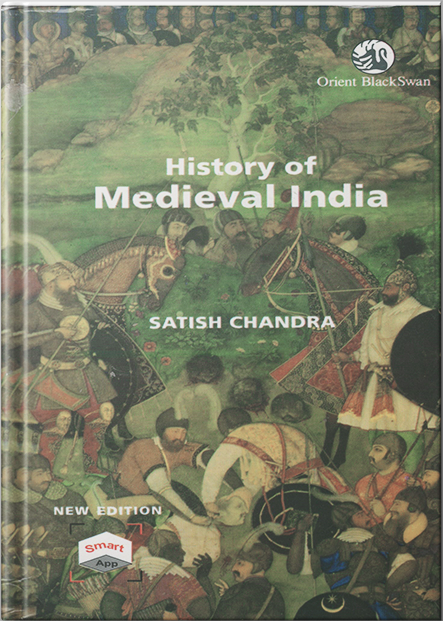 Orient BlackSwan
History of
Medieval India
SATISH CHANDRA
NEW EDITION
Smart
App